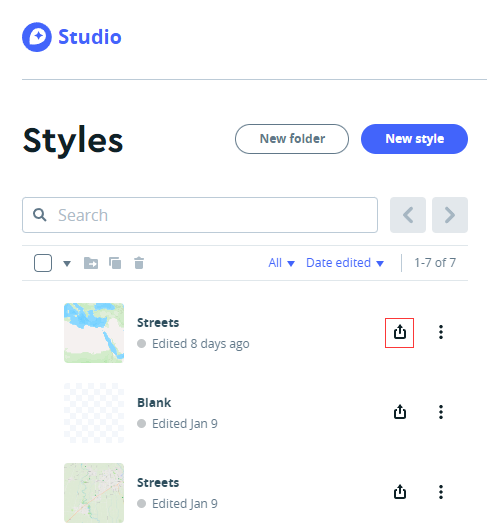 Studio
Styles
New folder
New style
Search
All
Date edited
1-7 of 7
Streets
Edited 8 days ago
Blank
Edited Jan 9
Streets
Edited Jan 9